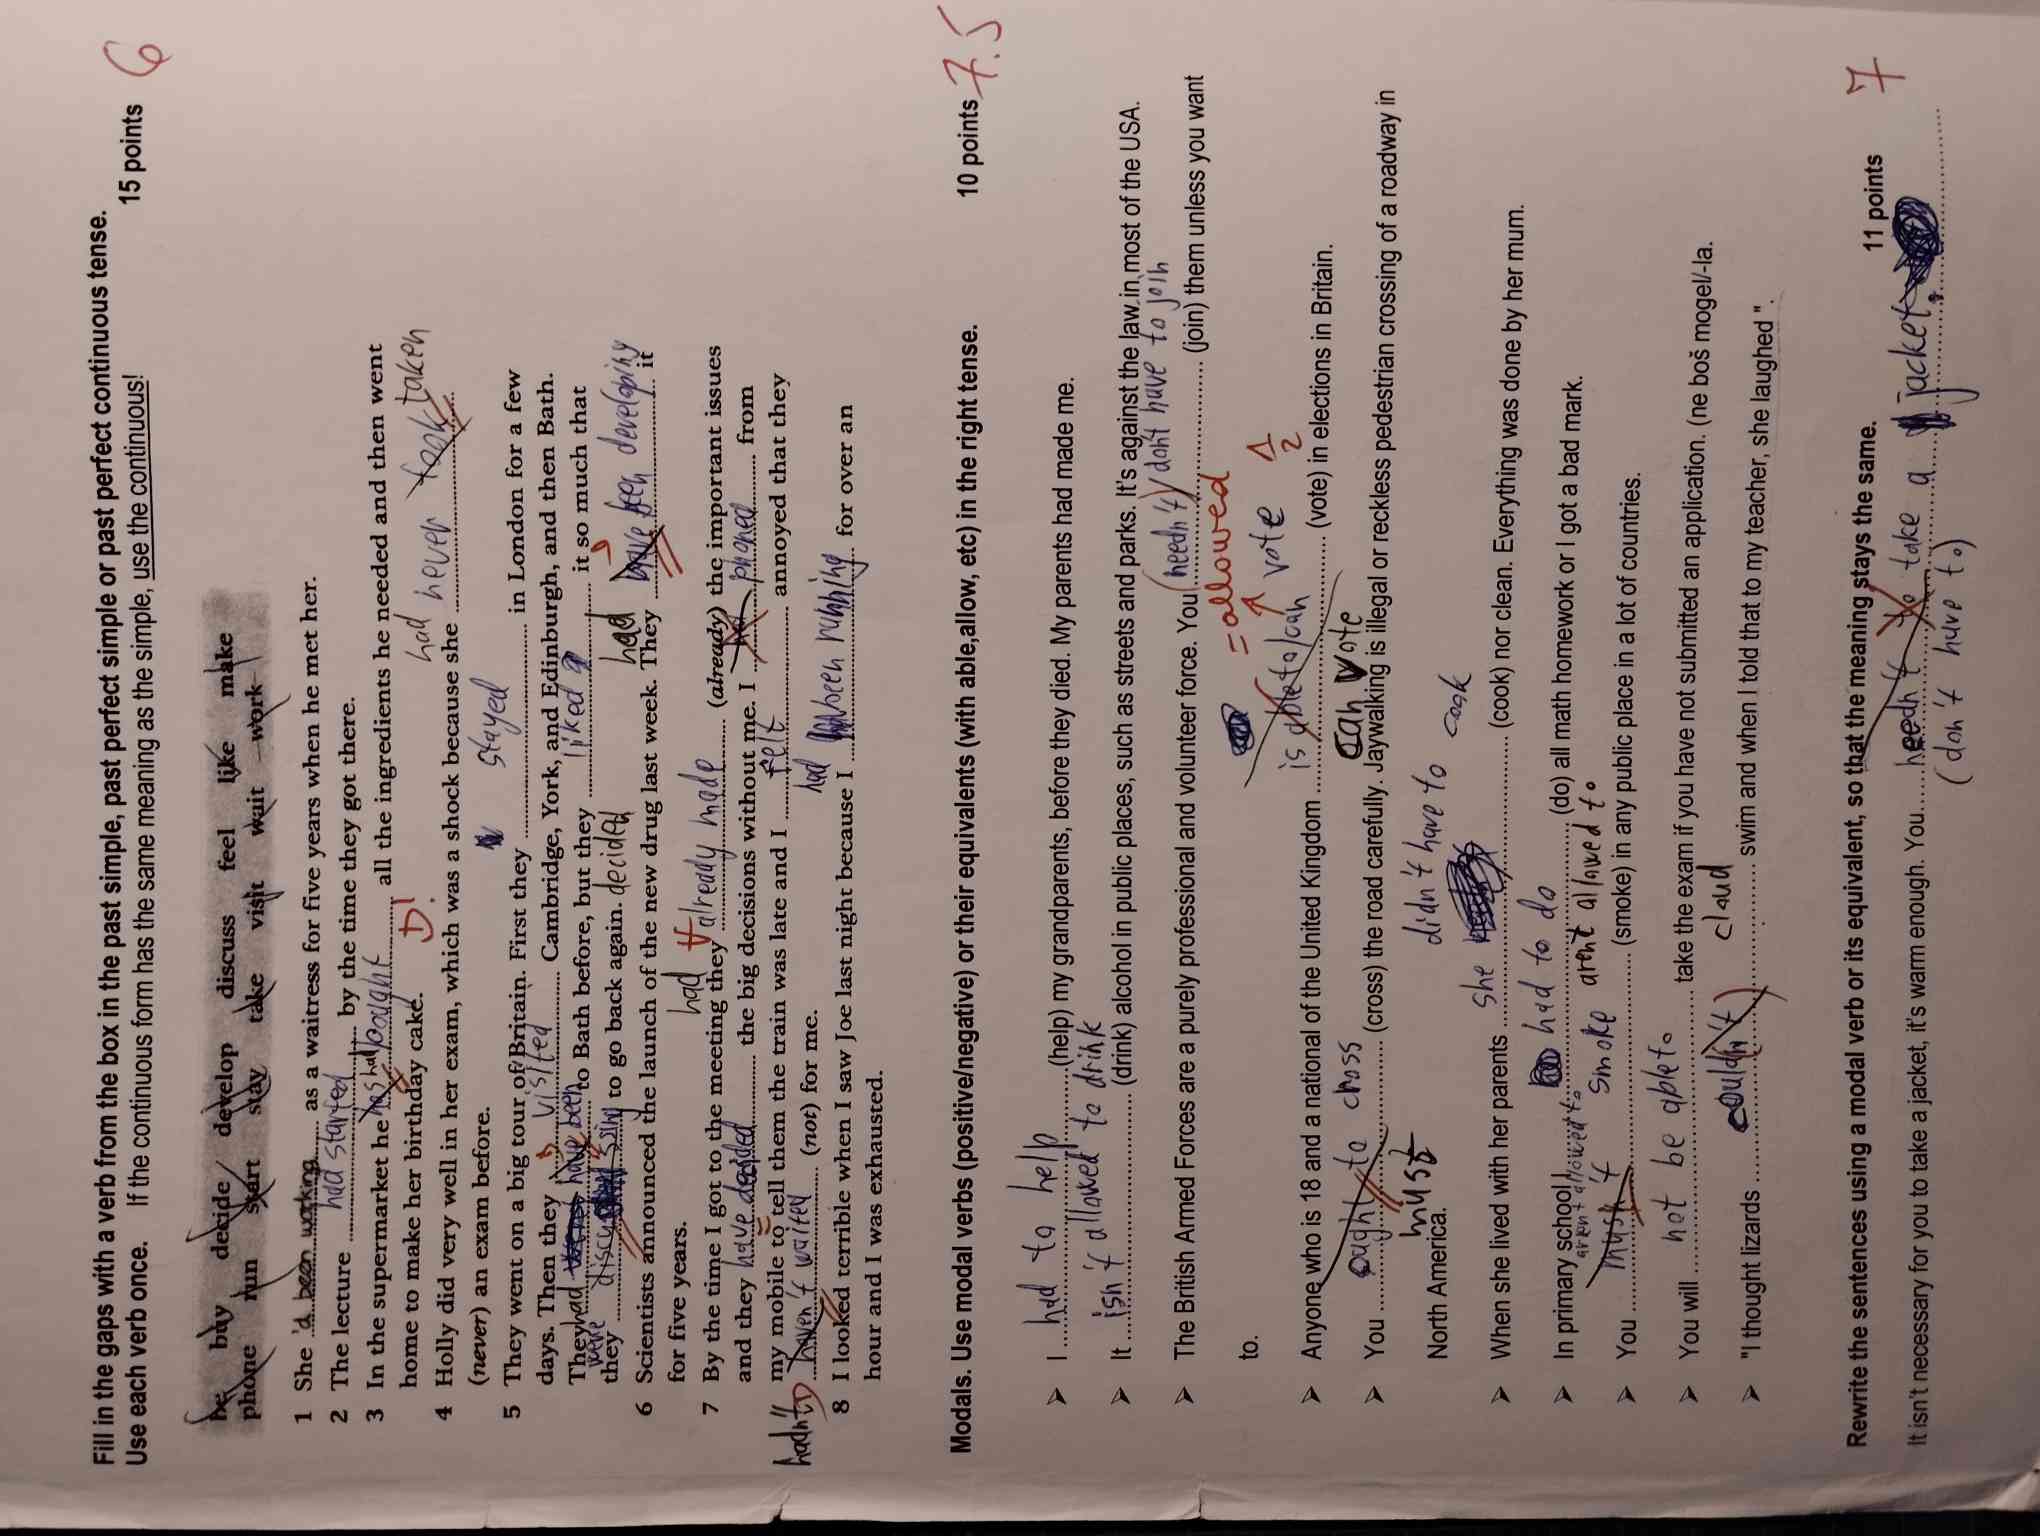 Fill in the gaps with a verb from the box in the past simple, past perfect simple or past perfect continuous tense.
Use each verb once. If the continuous form has the same meaning as the simple, use the continuous!
15 points 6
be buy decide develop discuss feel like make
phone run start stay take visit wait work
1 She 'd been working as a waitress for five years when he met her.
2 The lecture had started by the time they got there.
3 In the supermarket he has had bought all the ingredients he needed and then went
home to make her birthday cake. D!
had never took taken
4 Holly did very well in her exam, which was a shock because she
(never) an exam before.
5 They went on a big tour of Britain. First they stayed in London for a few
days. Then they visited Cambridge, York, and Edinburgh, and then Bath.
They had have been to Bath before, but they liked it so much that
they were discussing to go back again. decided
6 Scientists announced the launch of the new drug last week. They had have been developing it
for five years.
7 By the time I got to the meeting they had already made (already) the important issues
and they have decided the big decisions without me. I phoned from
my mobile to tell them the train was late and I felt annoyed that they
hadn't haven't waited (not) for me.
8 I looked terrible when I saw Joe last night because I had been running for over an
hour and I was exhausted.
Modals. Use modal verbs (positive/negative) or their equivalents (with able,allow, etc) in the right tense. 10 points 7.5
I had to help (help) my grandparents, before they died. My parents had made me.
It isn't allowed to drink (drink) alcohol in public places, such as streets and parks. It's against the law in most of the USA.
The British Armed Forces are a purely professional and volunteer force. You (needn't)/don't have to join (join) them unless you want
to.
= allowed
Anyone who is 18 and a national of the United Kingdom is able to/can vote 1/2 (vote) in elections in Britain.
can vote
You ought to cross (cross) the road carefully. Jaywalking is illegal or reckless pedestrian crossing of a roadway in
must
North America.
didn't have to cook
When she lived with her parents she (cook) nor clean. Everything was done by her mum.
In primary school I had to do (do) all math homework or I got a bad mark.
aren't allowed to
You musn't smoke aren't allowed to (smoke) in any public place in a lot of countries.
You will not be able to take the exam if you have not submitted an application. (ne boš mogel/-la.
"I thought lizards couldn't) cloud swim and when I told that to my teacher, she laughed ".
Rewrite the sentences using a modal verb or its equivalent, so that the meaning stays the same. 11 points 7
It isn't necessary for you to take a jacket, it's warm enough. You needn't to take a jacket.
(don't have to)